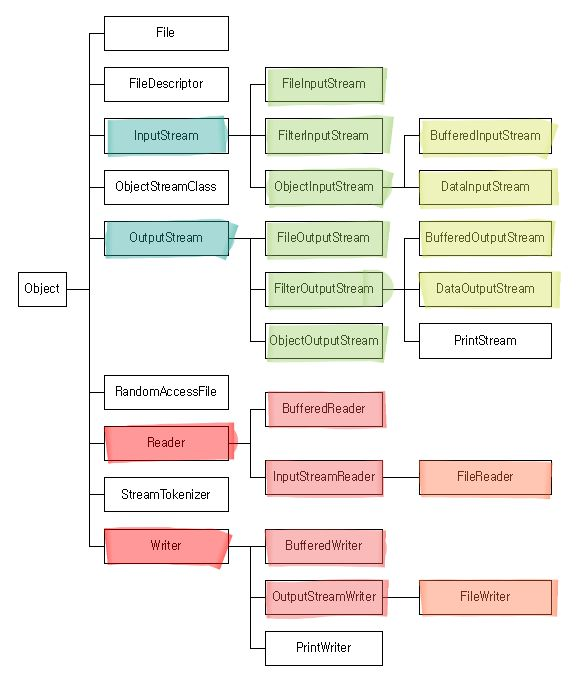 File
FileDescriptor
FileInputStream
InputStream
FilterInputStream
BufferedInputStream
ObjectStreamClass
ObjectInputStream
DataInputStream
OutputStream
FileOutputStream
BufferedOutputStream
Object
FilterOutputStream
DataOutputStream
ObjectOutputStream
PrintStream
RandomAccessFile
BufferedReader
Reader
InputStreamReader
FileReader
StreamTokenizer
Writer
BufferedWriter
OutputStreamWriter
FileWriter
PrintWriter